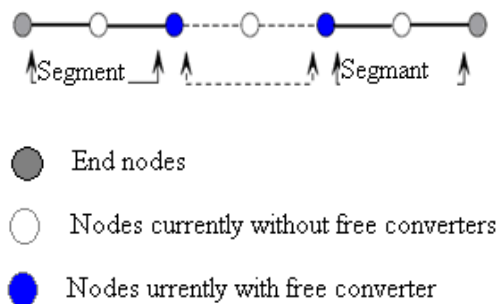 Segment
Segmant
End nodes
Nodes currently without free converters
Nodes urrently with free converter